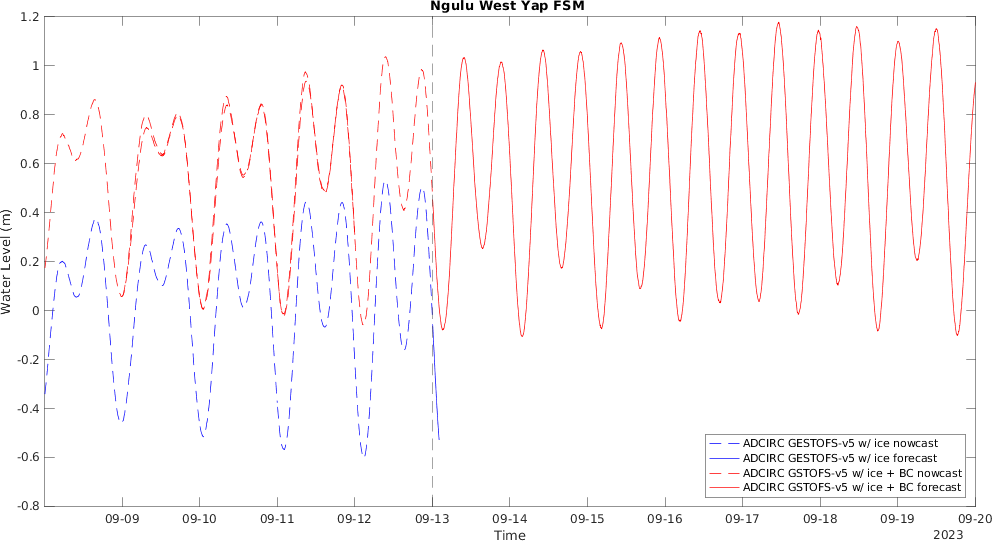 Ngulu West Yap FSM
1.2
1
0.8
0.6
0.4
0.2
0
-0.2
-0.4
-0.6
-0.8
Water Level (m)
09-09 09-10 09-11 09-12 09-13 09-14 09-15 09-16 09-17 09-18 09-19 09-20
Time
2023
ADCIRC GESTOFS-v5 w/ ice nowcast
ADCIRC GESTOFS-v5 w/ ice forecast
ADCIRC GSTOFS-v5 w/ ice + BC nowcast
ADCIRC GSTOFS-v5 w/ ice + BC forecast